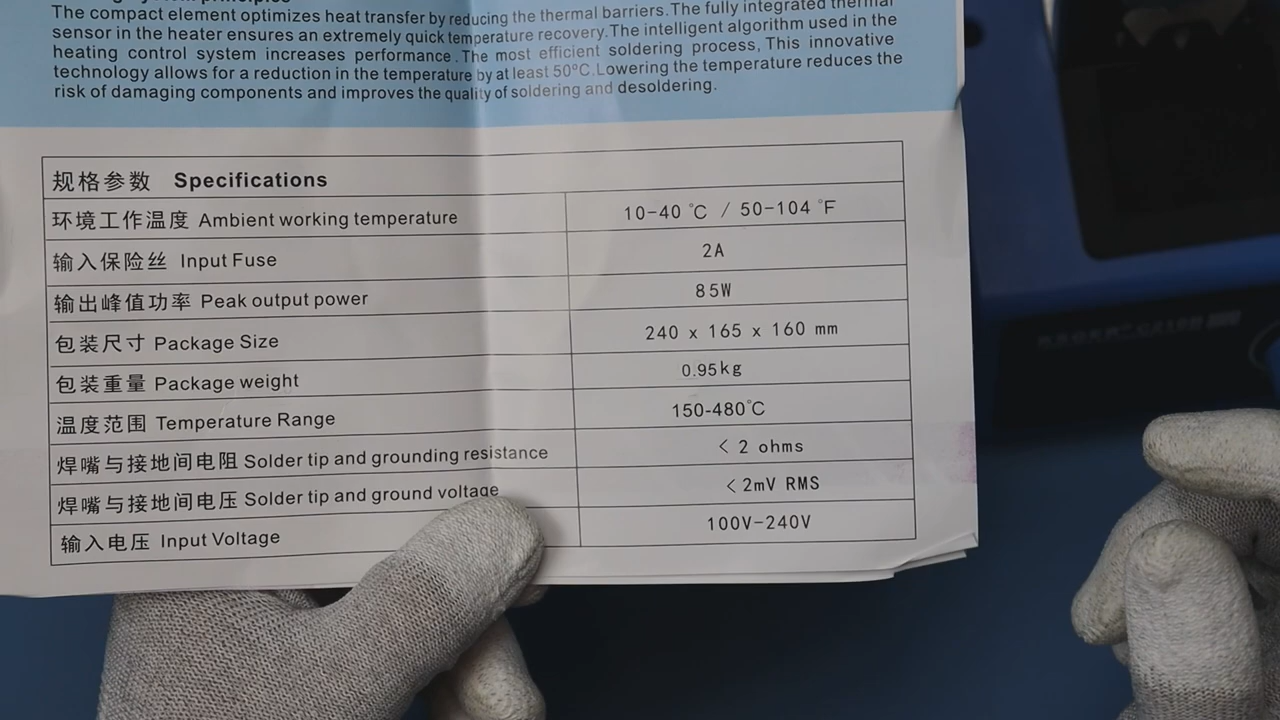 The compact element optimizes heat transfer by reducing the thermal barriers.The fully integrated thermal
sensor in the heater ensures an extremely quick temperature recovery.The intelligent algorithm used in the
heating control system increases performance.The most efficient soldering process, This innovative
technology allows for a reduction in the temperature by at least 50ºC.Lowering the temperature reduces the
risk of damaging components and improves the quality of soldering and desoldering.
规格参数 Specifications
环境工作温度 Ambient working temperature 10-40 ℃ / 50-104 ℉
输入保险丝 Input Fuse 2A
输出峰值功率 Peak output power 85W
包装尺寸 Package Size 240 x 165 x 160 mm
包装重量 Package weight 0.95kg
温度范围 Temperature Range 150-480℃
焊嘴与接地间电阻 Solder tip and grounding resistance < 2 ohms
焊嘴与接地间电压 Solder tip and ground voltage < 2mV RMS
输入电压 Input Voltage 100V-240V